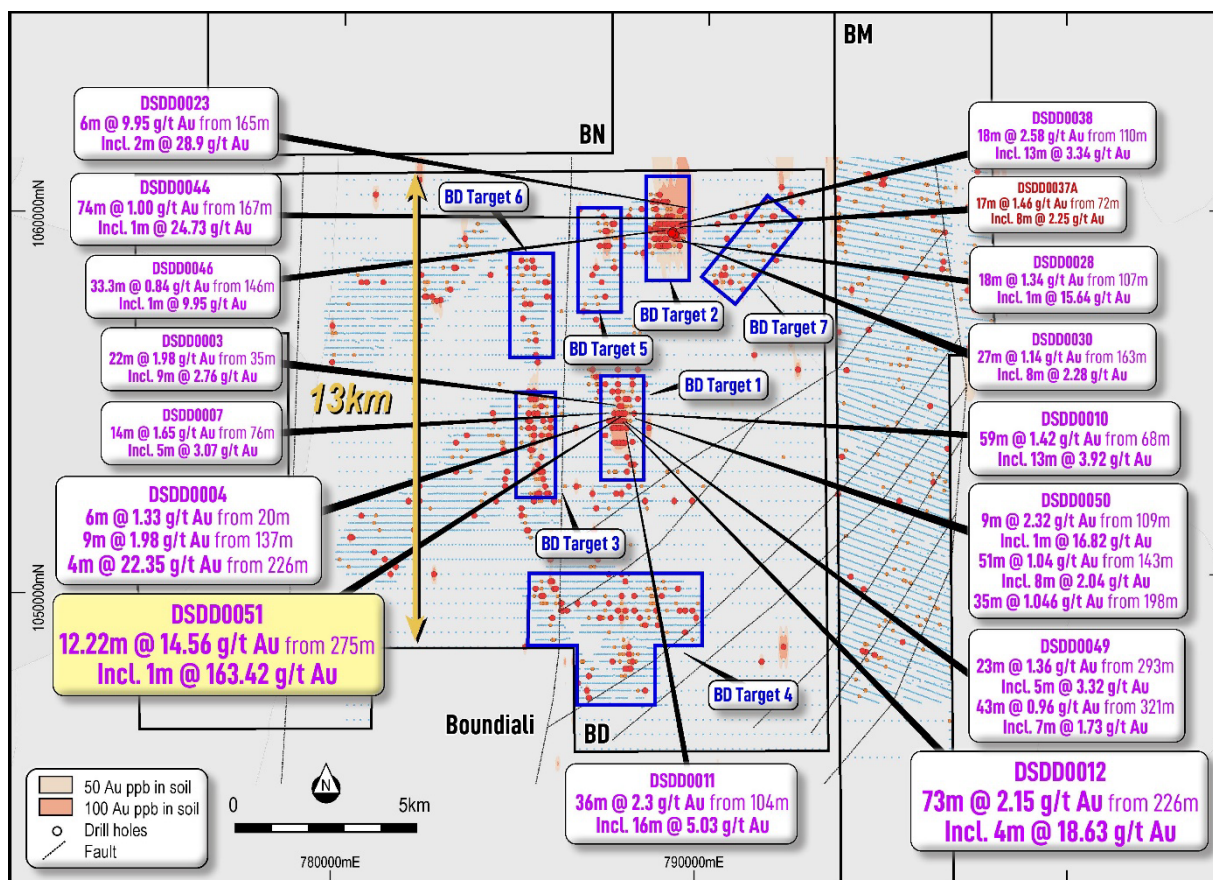 BM
BN
DSDD0023
6m @ 9.95 g/t Au from 165m
Incl. 2m @ 28.9 g/t Au
DSDD0044
74m @ 1.00 g/t Au from 167m
Incl. 1m @ 24.73 g/t Au
DSDD0046
33.3m @ 0.84 g/t Au from 146m
Incl. 1m @ 9.95 g/t Au
DSDD0003
22m @ 1.98 g/t Au from 35m
Incl. 9m @ 2.76 g/t Au
DSDD0007
14m @ 1.65 g/t Au from 76m
Incl. 5m @ 3.07 g/t Au
DSDD0004
6m @ 1.33 g/t Au from 20m
9m @ 1.98 g/t Au from 137m
4m @ 22.35 g/t Au from 226m
DSDD0051
12.22m @ 14.56 g/t Au from 275m
Incl. 1m @ 163.42 g/t Au
1060000mN
1050000mN
13km
BD Target 6
BD Target 2
BD Target 7
BD Target 5
BD Target 1
BD Target 3
BD Target 4
Boundiali
BD
DSDD0038
18m @ 2.58 g/t Au from 110m
Incl. 13m @ 3.34 g/t Au
DSDD0037A
17m @ 1.46 g/t Au from 72m
Incl. 8m @ 2.25 g/t Au
DSDD0028
18m @ 1.34 g/t Au from 107m
Incl. 1m @ 15.64 g/t Au
DSDD0030
27m @ 1.14 g/t Au from 163m
Incl. 8m @ 2.28 g/t Au
DSDD0010
59m @ 1.42 g/t Au from 68m
Incl. 13m @ 3.92 g/t Au
DSDD0050
9m @ 2.32 g/t Au from 109m
Incl. 1m @ 16.82 g/t Au
51m @ 1.04 g/t Au from 143m
Incl. 8m @ 2.04 g/t Au
35m @ 1.046 g/t Au from 198m
DSDD0049
23m @ 1.36 g/t Au from 293m
Incl. 5m @ 3.32 g/t Au
43m @ 0.96 g/t Au from 321m
Incl. 7m @ 1.73 g/t Au
DSDD0012
73m @ 2.15 g/t Au from 226m
Incl. 4m @ 18.63 g/t Au
DSDD0011
36m @ 2.3 g/t Au from 104m
Incl. 16m @ 5.03 g/t Au
50 Au ppb in soil
100 Au ppb in soil
Drill holes
Fault
N
0 5km
780000mE
790000mE